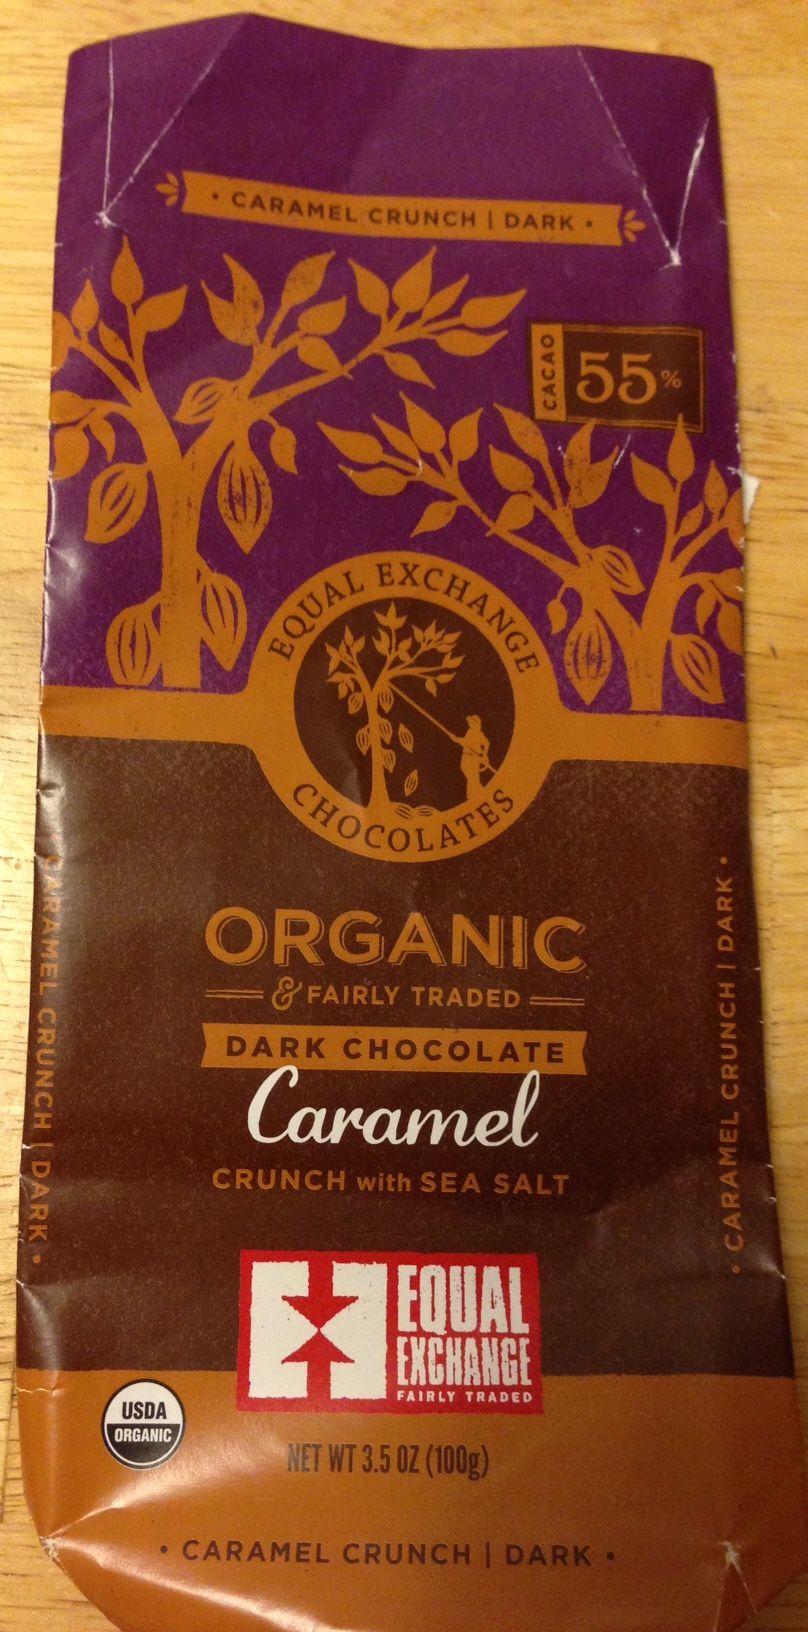 • CARAMEL CRUNCH | DARK •
CACAO
55%
EQUAL EXCHANGE
CHOCOLATES
ORGANIC
& FAIRLY TRADED
DARK CHOCOLATE
Caramel
CRUNCH with SEA SALT
• CARAMEL CRUNCH | DARK •
• CARAMEL CRUNCH | DARK •
EQUAL
EXCHANGE
FAIRLY TRADED
USDA
ORGANIC
NET WT 3.5 OZ (100g)
• CARAMEL CRUNCH | DARK •